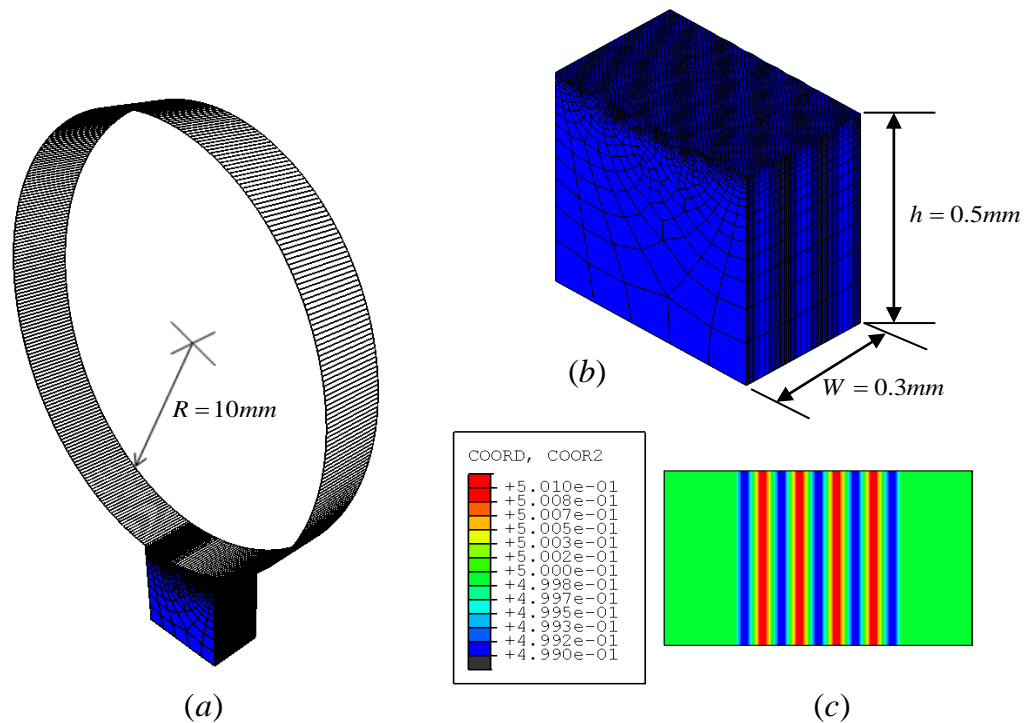 R = 10mm
(a)
h = 0.5mm
W = 0.3mm
(b)
COORD, COOR2
+5.010e-01
+5.008e-01
+5.007e-01
+5.005e-01
+5.003e-01
+5.002e-01
+5.000e-01
+4.998e-01
+4.997e-01
+4.995e-01
+4.993e-01
+4.992e-01
+4.990e-01
(c)